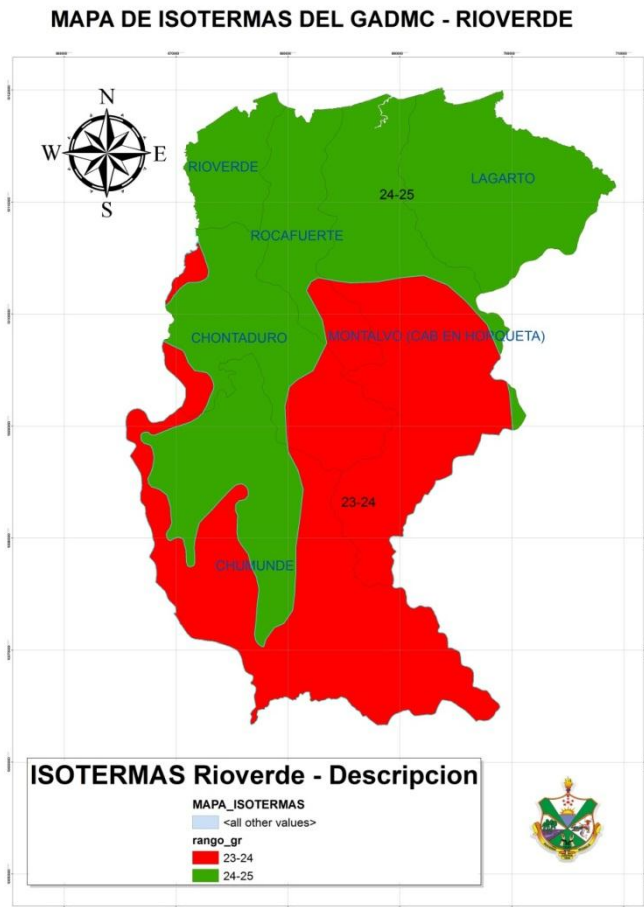 MAPA DE ISOTERMAS DEL GADMC - RIOVERDE
N
W
E
S
RIOVERDE
LAGARTO
24-25
ROCAFUERTE
CHONTADURO
MONTALVO (CAB EN HORQUETA)
23-24
CHUMUNDE
ISOTERMAS Rioverde - Descripcion
MAPA_ISOTERMAS
<all other values>
rango_gr
23-24
24-25